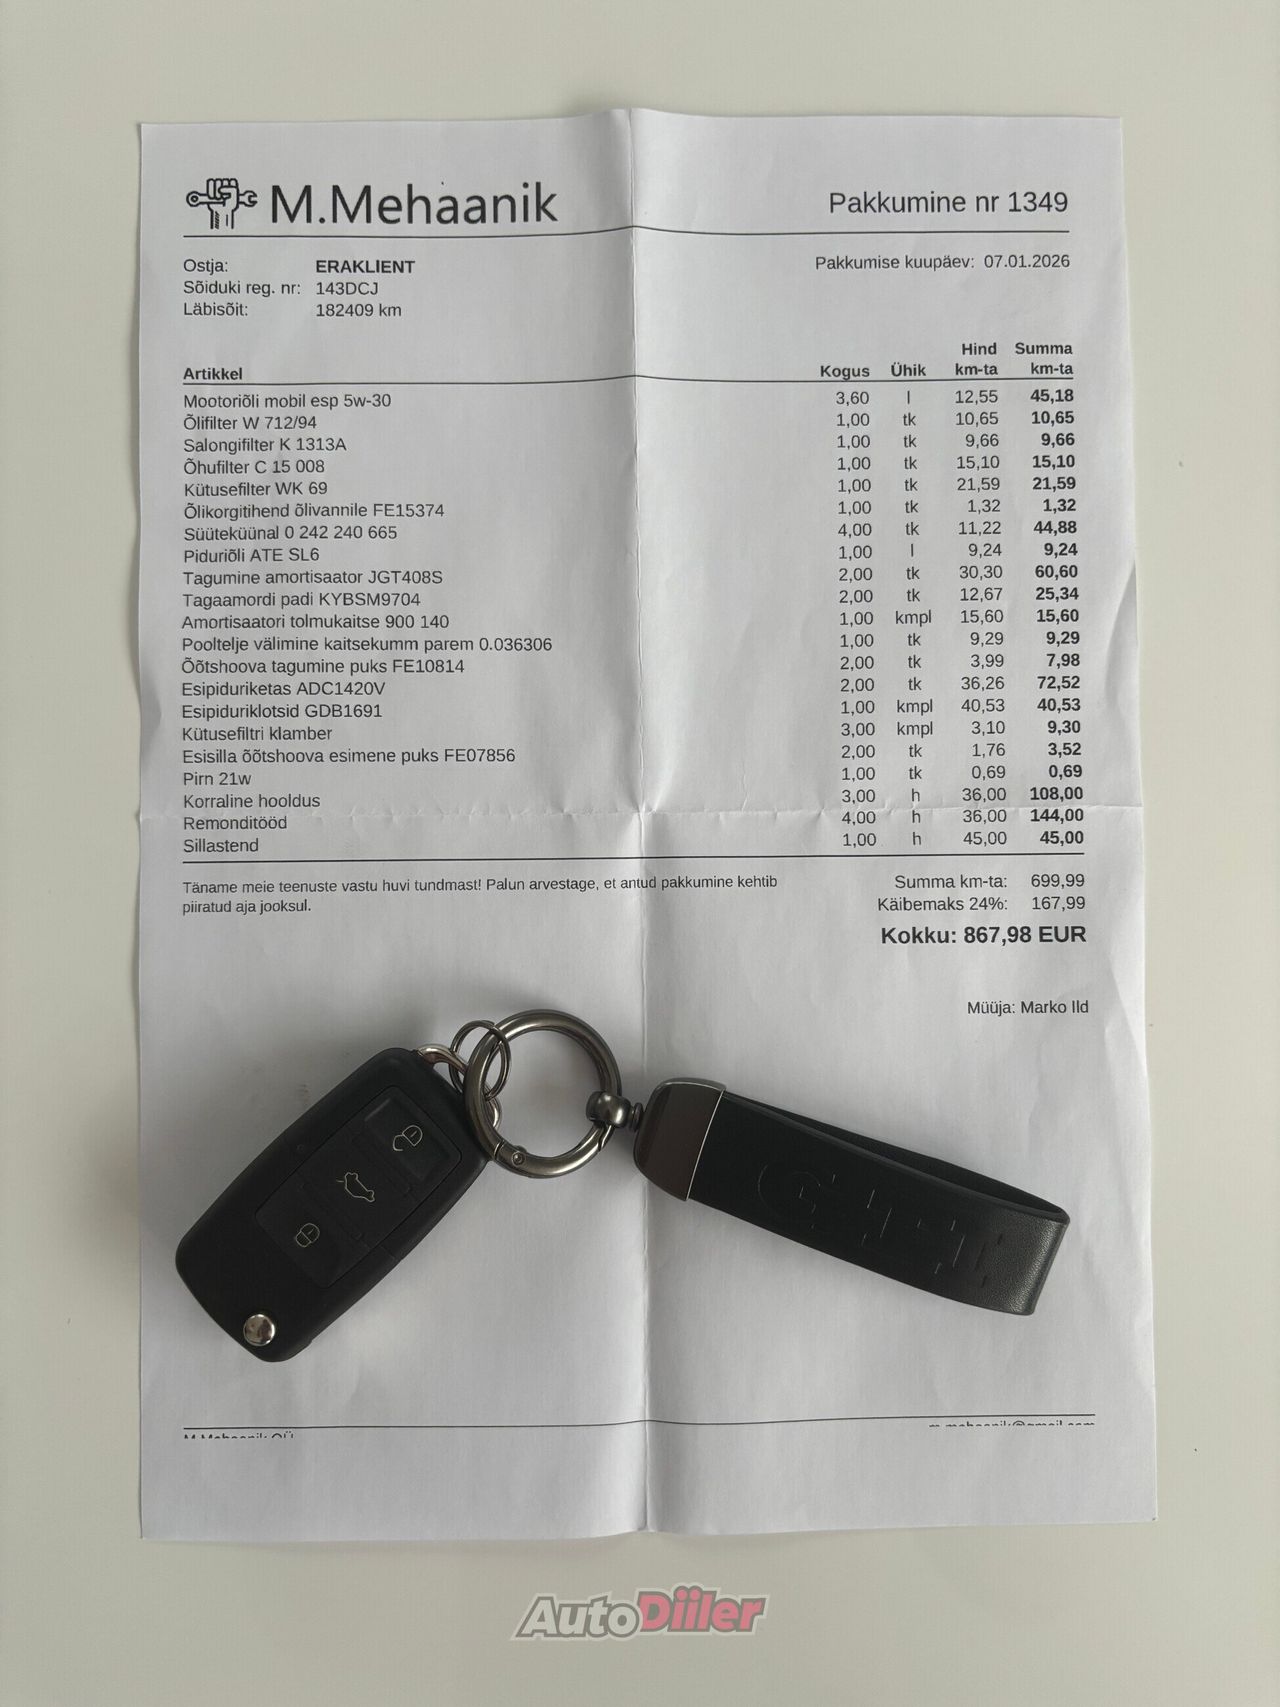 M.Mehaanik
Pakkumine nr 1349
Ostja: ERAKLIENT
Pakkumise kuupäev: 07.01.2026
Sõiduki reg. nr: 143DCJ
Läbisõit: 182409 km
Artikkel Kogus Ühik Hind km-ta Summa km-ta
Mootoriõli mobil esp 5w-30 3,60 l 12,55 45,18
Õlifilter W 712/94 1,00 tk 10,65 10,65
Salongifilter K 1313A 1,00 tk 9,66 9,66
Õhufilter C 15 008 1,00 tk 15,10 15,10
Kütusefilter WK 69 1,00 tk 21,59 21,59
Õlikorgitihend õlivannile FE15374 1,00 tk 1,32 1,32
Süüteküünal 0 242 240 665 4,00 tk 11,22 44,88
Piduriõli ATE SL6 1,00 l 9,24 9,24
Tagumine amortisaator JGT408S 2,00 tk 30,30 60,60
Tagaamordi padi KYBSM9704 2,00 tk 12,67 25,34
Amortisaatori tolmukaitse 900 140 1,00 kmpl 15,60 15,60
Pooltelje välimine kaitsekumm parem 0.036306 1,00 tk 9,29 9,29
Õõtshoova tagumine puks FE10814 2,00 tk 3,99 7,98
Esipiduriketas ADC1420V 2,00 tk 36,26 72,52
Esipiduriklotsid GDB1691 1,00 kmpl 40,53 40,53
Kütusefiltri klamber 3,00 kmpl 3,10 9,30
Esisilla õõtshoova esimene puks FE07856 2,00 tk 1,76 3,52
Pirn 21w 1,00 tk 0,69 0,69
Korraline hooldus 3,00 h 36,00 108,00
Remonditööd 4,00 h 36,00 144,00
Sillastend 1,00 h 45,00 45,00
Täname meie teenuste vastu huvi tundmast! Palun arvestage, et antud pakkumine kehtib
piiratud aja jooksul.
Summa km-ta: 699,99
Käibemaks 24%: 167,99
Kokku: 867,98 EUR
Müüja: Marko Ild
M.Mehaanik OÜ
m.mehaanik@gmail.com
AutoDiiler